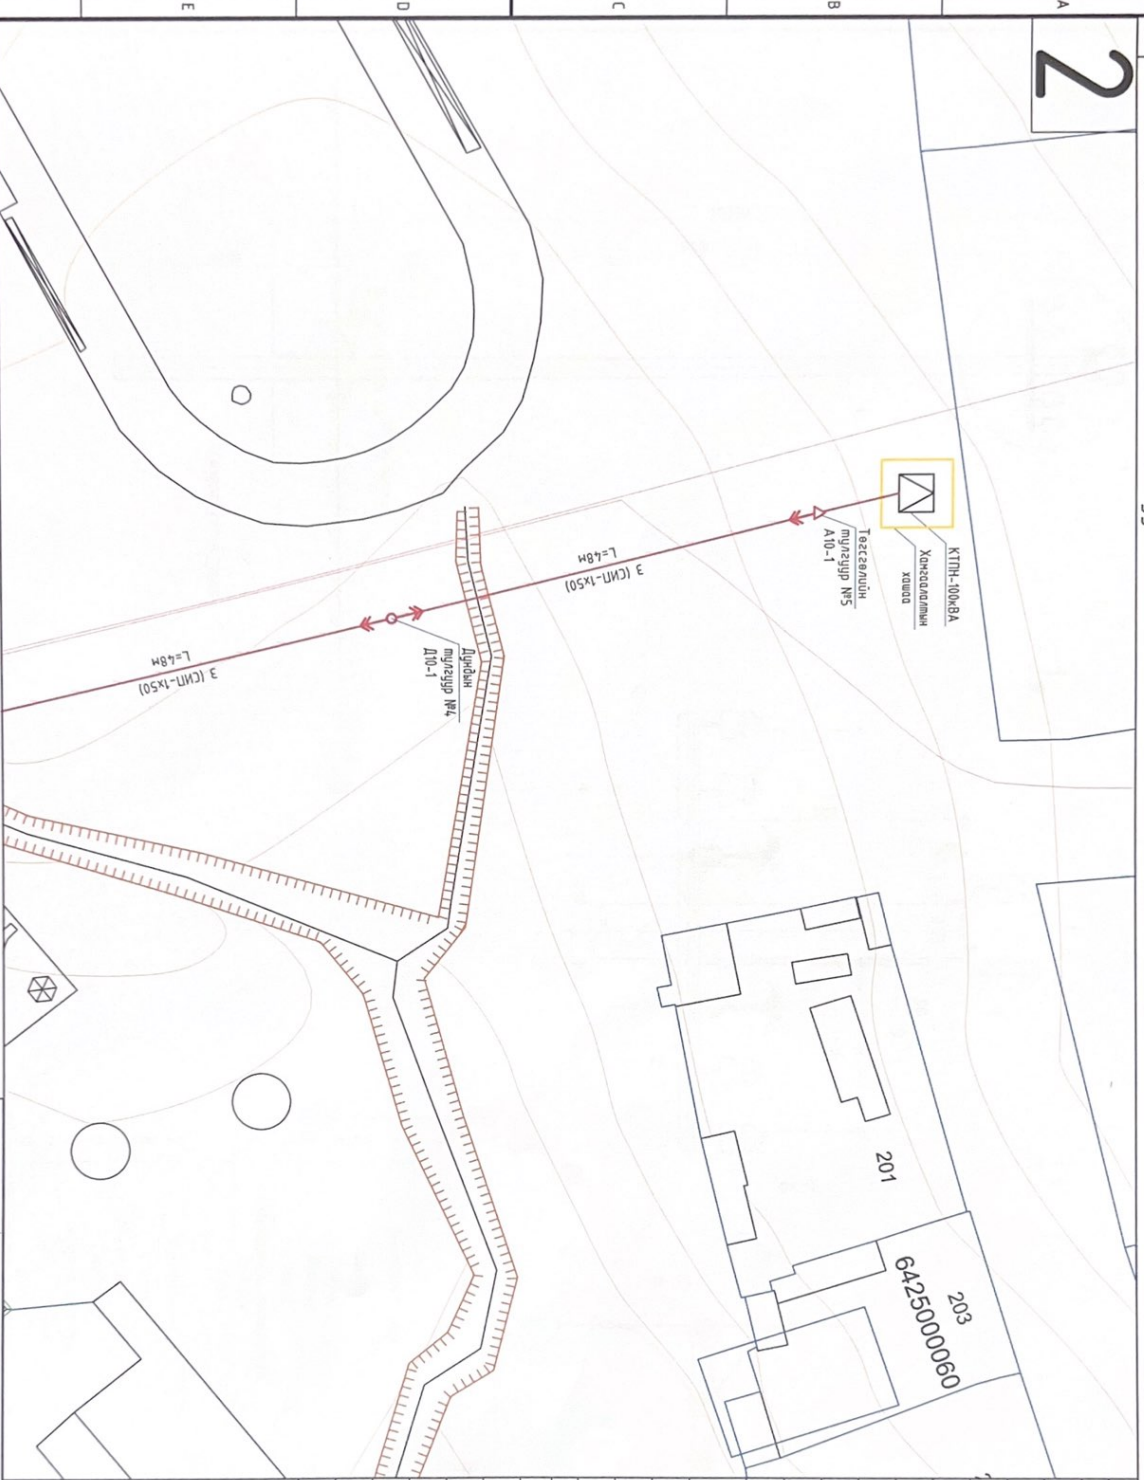 2
A
B
C
D
E
КТПН-100кВА
Хамгаалалтын
хашаа
Төгсгөлийн
тулгуур №5
А10-1
3 (СИП-1х50)
L=48м
Дундын
тулгуур №4
Д10-1
3 (СИП-1х50)
L=48м
201
203
6425000060